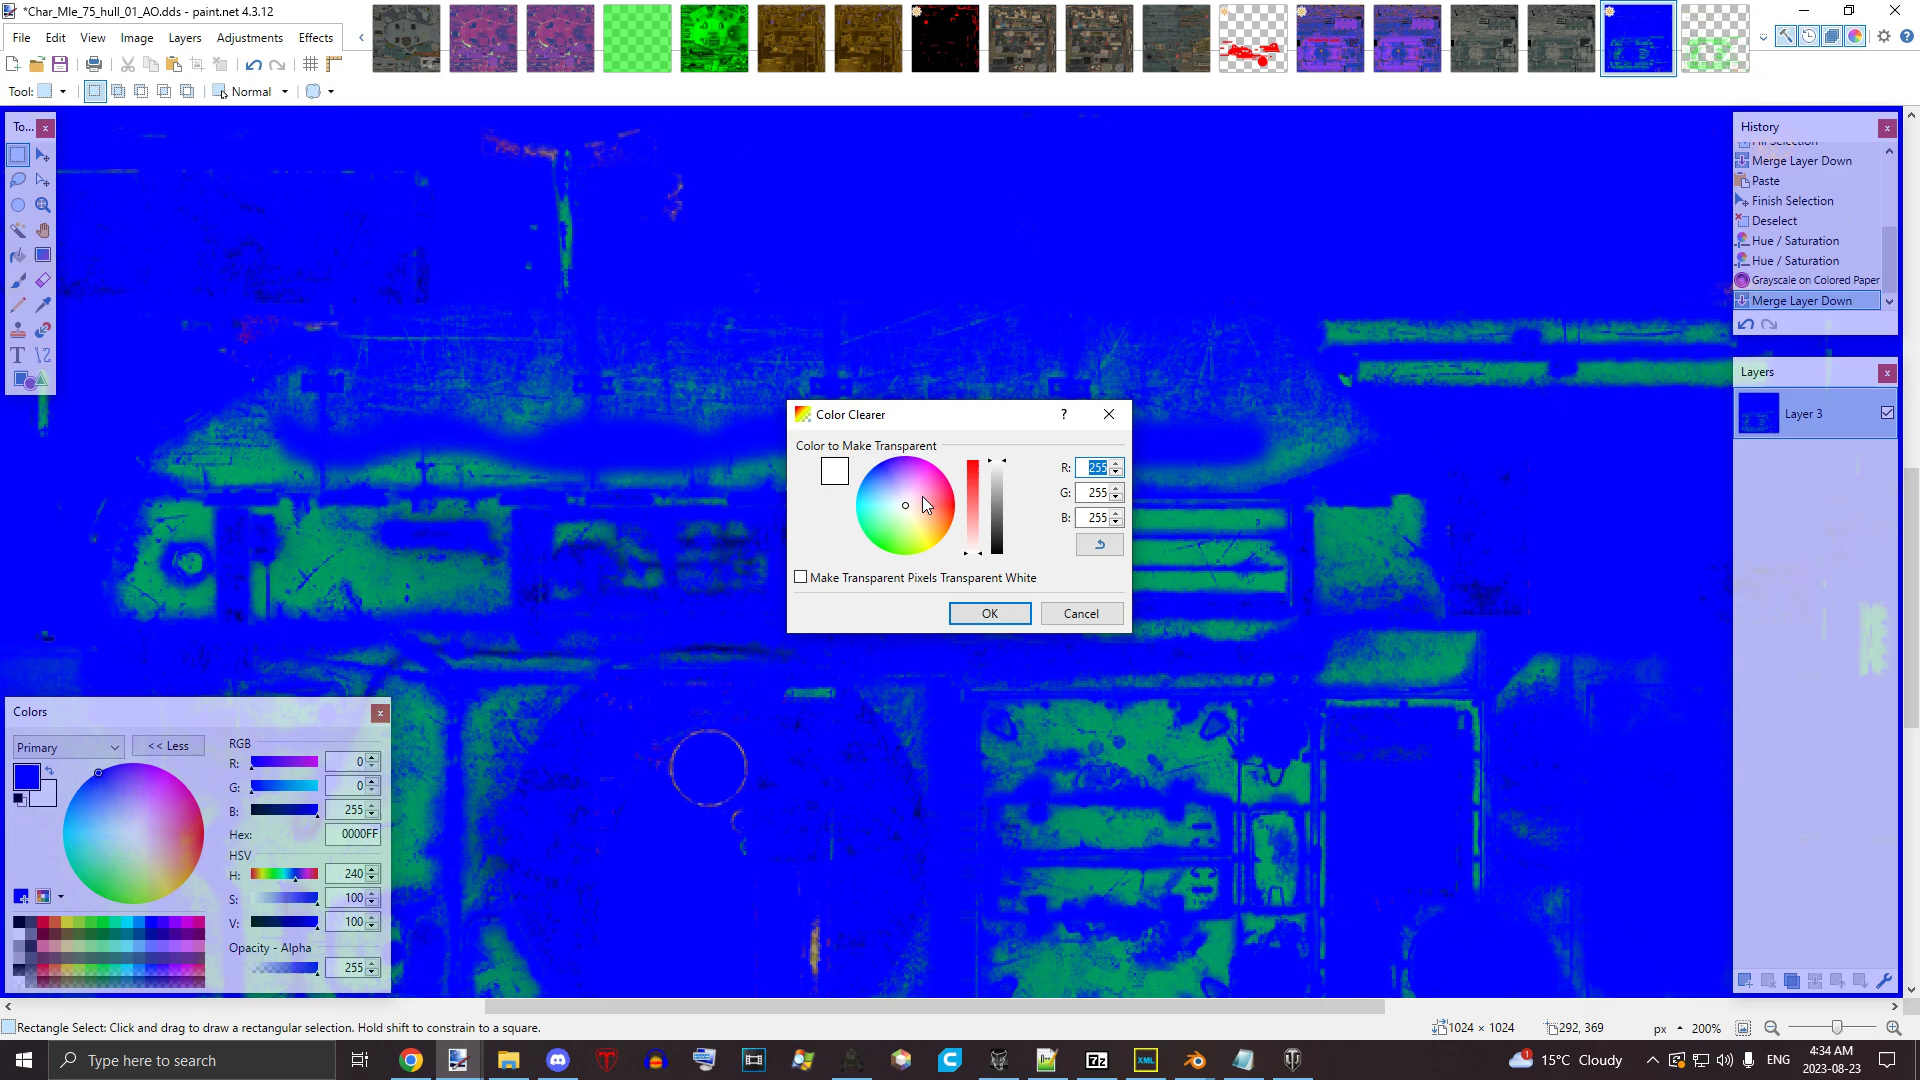 *Char_Mle_75_hull_01_AO.dds - paint.net 4.3.12
File Edit View Image Layers Adjustments Effects
Tool: Normal
To...
History
Merge Layer Down
Paste
Finish Selection
Deselect
Hue / Saturation
Hue / Saturation
Grayscale on Colored Paper
Merge Layer Down
Layers
Layer 3
Color Clearer ?
Color to Make Transparent
R: 255
G: 255
B: 255
Make Transparent Pixels Transparent White
OK Cancel
Colors
Primary << Less
RGB
R: 0
G: 0
B: 255
Hex: 0000FF
HSV
H: 240
S: 100
V: 100
Opacity - Alpha
255
Rectangle Select: Click and drag to draw a rectangular selection. Hold shift to constrain to a square.
1024 × 1024 292, 369 px 200%
Type here to search
7z XML
1 15°C Cloudy ENG
4:34 AM
2023-08-23